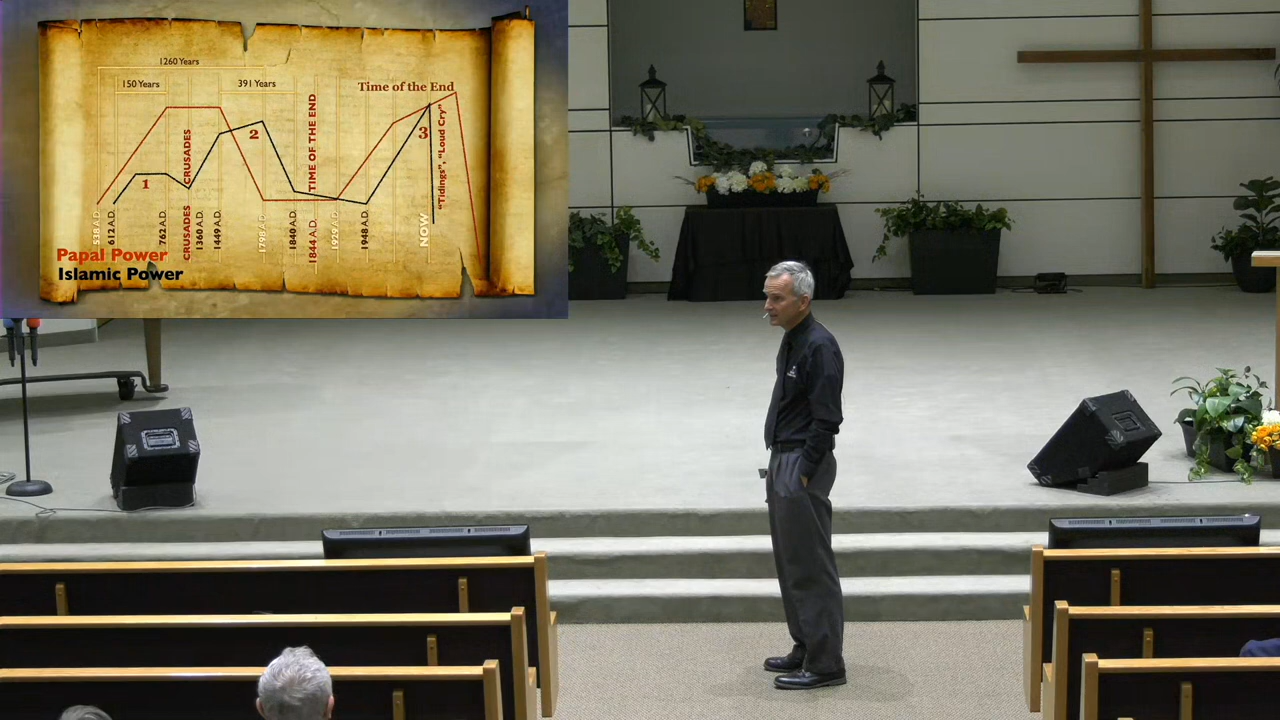 1260 Years
150 Years
391 Years
Time of the End
1
2
3
CRUSADES
TIME OF THE END
"Tidings", "Loud Cry"
538 A.D.
612 A.D.
762 A.D.
CRUSADES
1360 A.D.
1449 A.D.
1798 A.D.
1840 A.D.
1844 A.D.
1929 A.D.
1948 A.D.
NOW
Papal Power
Islamic Power